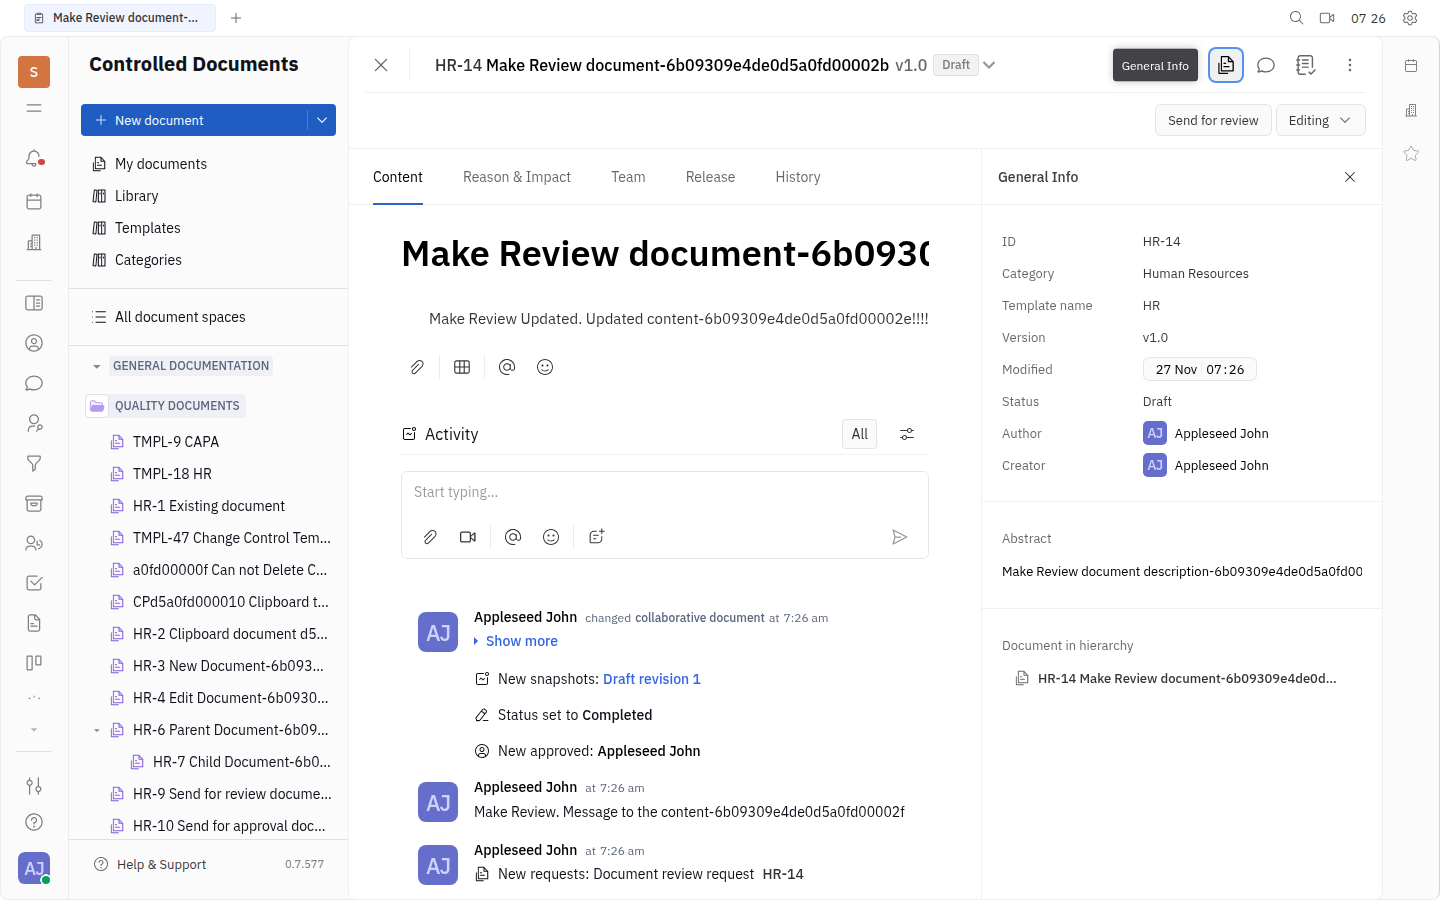 Make Review document-...
07 26
S
Controlled Documents
New document
My documents
Library
Templates
Categories
All document spaces
GENERAL DOCUMENTATION
QUALITY DOCUMENTS
TMPL-9 CAPA
TMPL-18 HR
HR-1 Existing document
TMPL-47 Change Control Tem...
a0fd00000f Can not Delete C...
CPd5a0fd000010 Clipboard t...
HR-2 Clipboard document d5...
HR-3 New Document-6b093...
HR-4 Edit Document-6b0930...
HR-6 Parent Document-6b09...
HR-7 Child Document-6b0...
HR-9 Send for review docume...
HR-10 Send for approval doc...
Help & Support 0.7.577
AJ
HR-14 Make Review document-6b09309e4de0d5a0fd00002b v1.0 Draft
General Info
Send for review
Editing
Content Reason & Impact Team Release History
Make Review document-6b0930
Make Review Updated. Updated content-6b09309e4de0d5a0fd00002e!!!!
Activity All
Start typing...
AJ
Appleseed John changed collaborative document at 7:26 am
Show more
New snapshots: Draft revision 1
Status set to Completed
New approved: Appleseed John
AJ
Appleseed John at 7:26 am
Make Review. Message to the content-6b09309e4de0d5a0fd00002f
AJ
Appleseed John at 7:26 am
New requests: Document review request HR-14
General Info
ID HR-14
Category Human Resources
Template name HR
Version v1.0
Modified 27 Nov 07:26
Status Draft
Author AJ Appleseed John
Creator AJ Appleseed John
Abstract
Make Review document description-6b09309e4de0d5a0fd00
Document in hierarchy
HR-14 Make Review document-6b09309e4de0d...